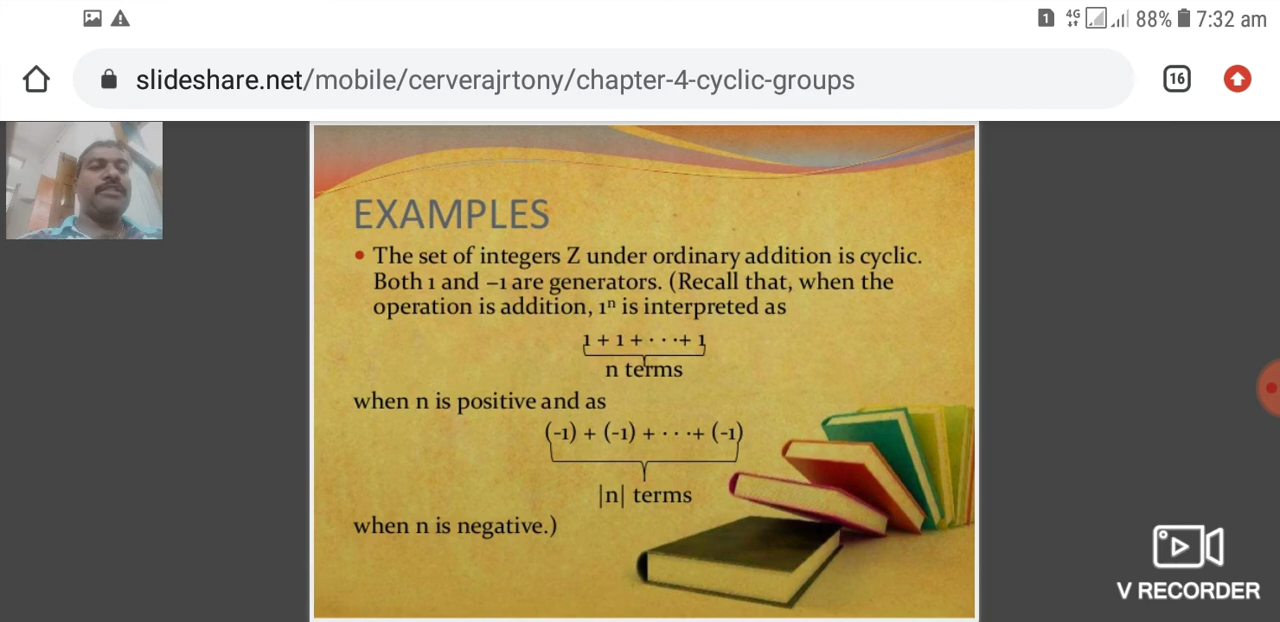 1 4G 88% 7:32 am
slideshare.net/mobile/cerverajrtony/chapter-4-cyclic-groups
16
EXAMPLES
• The set of integers Z under ordinary addition is cyclic.
Both 1 and –1 are generators. (Recall that, when the
operation is addition, 1ⁿ is interpreted as
1 + 1 + · · ·+ 1
n terms
when n is positive and as
(-1) + (-1) + · · ·+ (-1)
|n| terms
when n is negative.)
V RECORDER